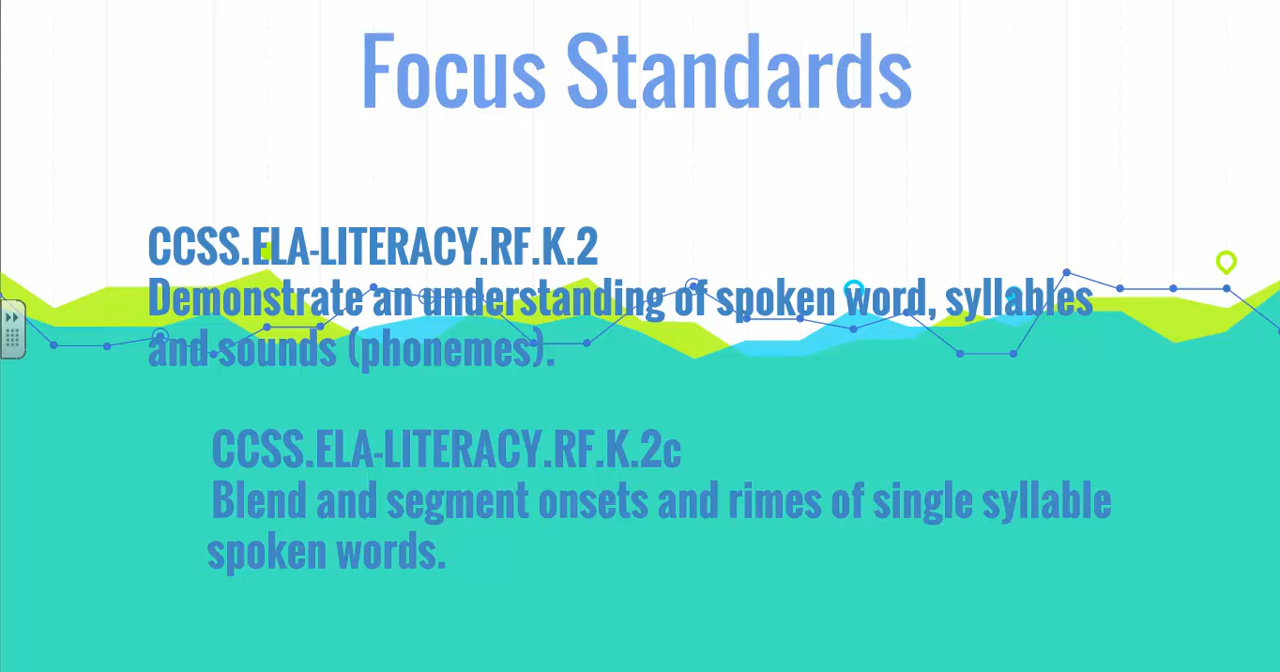 Focus Standards
CCSS.ELA-LITERACY.RF.K.2
Demonstrate an understanding of spoken word, syllables
and sounds (phonemes).
CCSS.ELA-LITERACY.RF.K.2c
Blend and segment onsets and rimes of single syllable
spoken words.